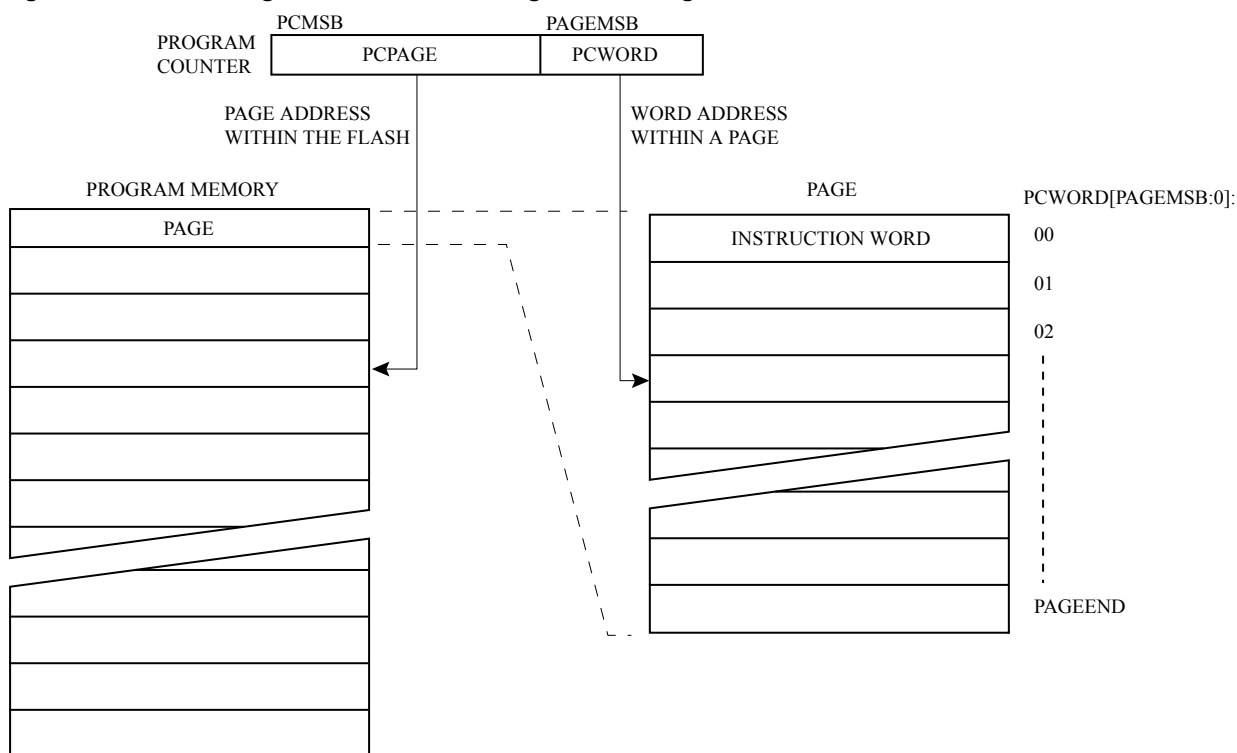 PCMSB
PAGEMSB
PROGRAM
COUNTER
PCPAGE
PCWORD
PAGE ADDRESS
WITHIN THE FLASH
WORD ADDRESS
WITHIN A PAGE
PROGRAM MEMORY
PAGE
PAGE
INSTRUCTION WORD
PCWORD[PAGEMSB:0]:
00
01
02
PAGEEND